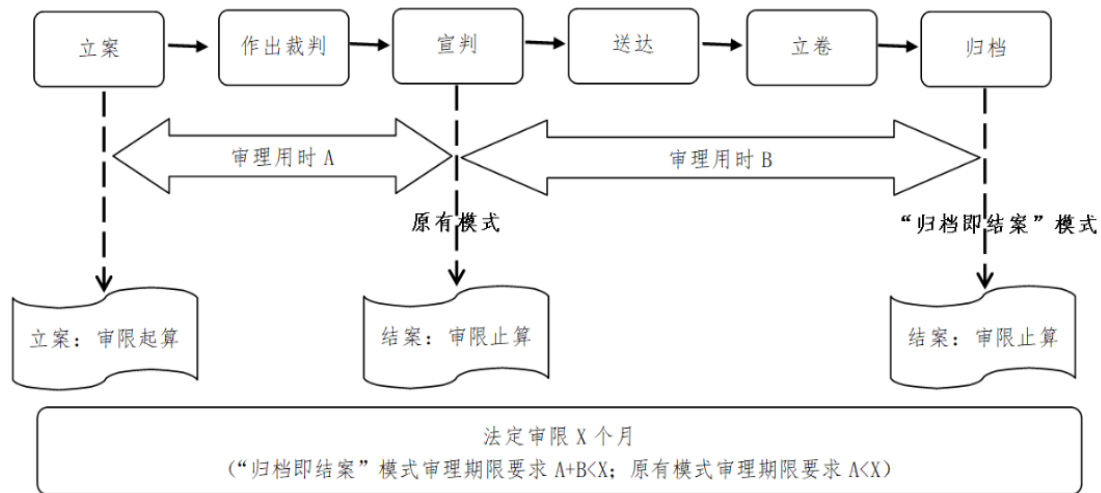 立案
作出裁判
宣判
送达
立卷
归档
审理用时 A
审理用时 B
原有模式
“归档即结案”模式
立案：审限起算
结案：审限止算
结案：审限止算
法定审限 X 个月
（“归档即结案”模式审理期限要求 A+B<X；原有模式审理期限要求 A<X）